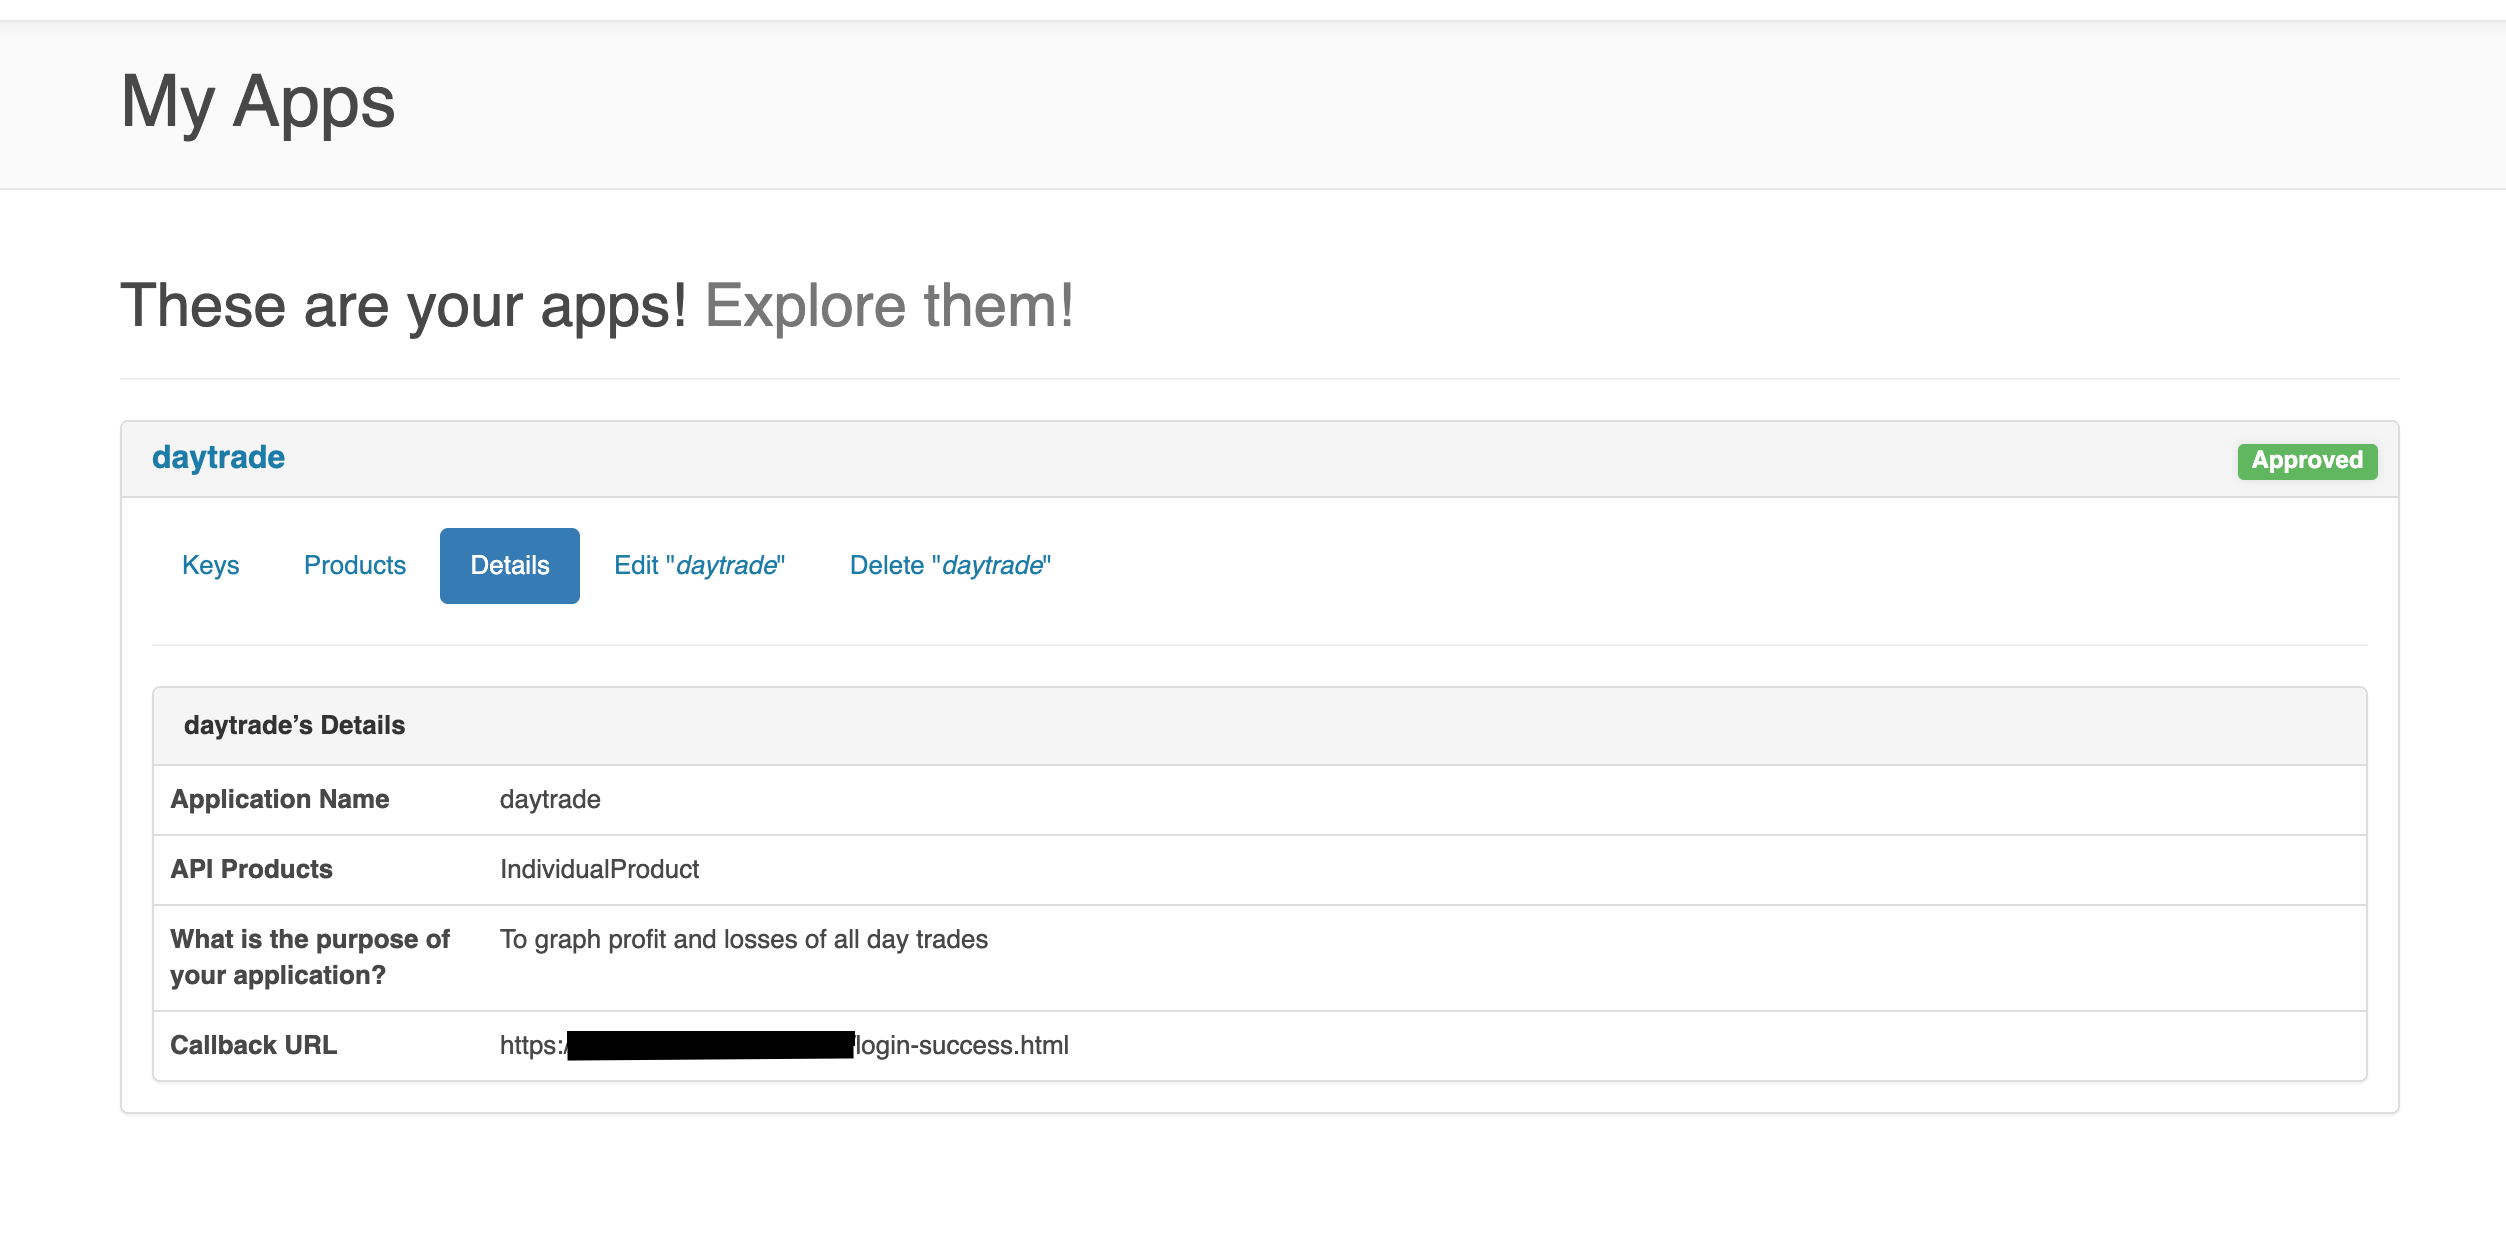 My Apps
These are your apps! Explore them!
daytrade Approved
Keys Products Details Edit "daytrade" Delete "daytrade"
daytrade’s Details
Application Name daytrade
API Products IndividualProduct
What is the purpose of To graph profit and losses of all day trades
your application?
Callback URL https:/ login-success.html